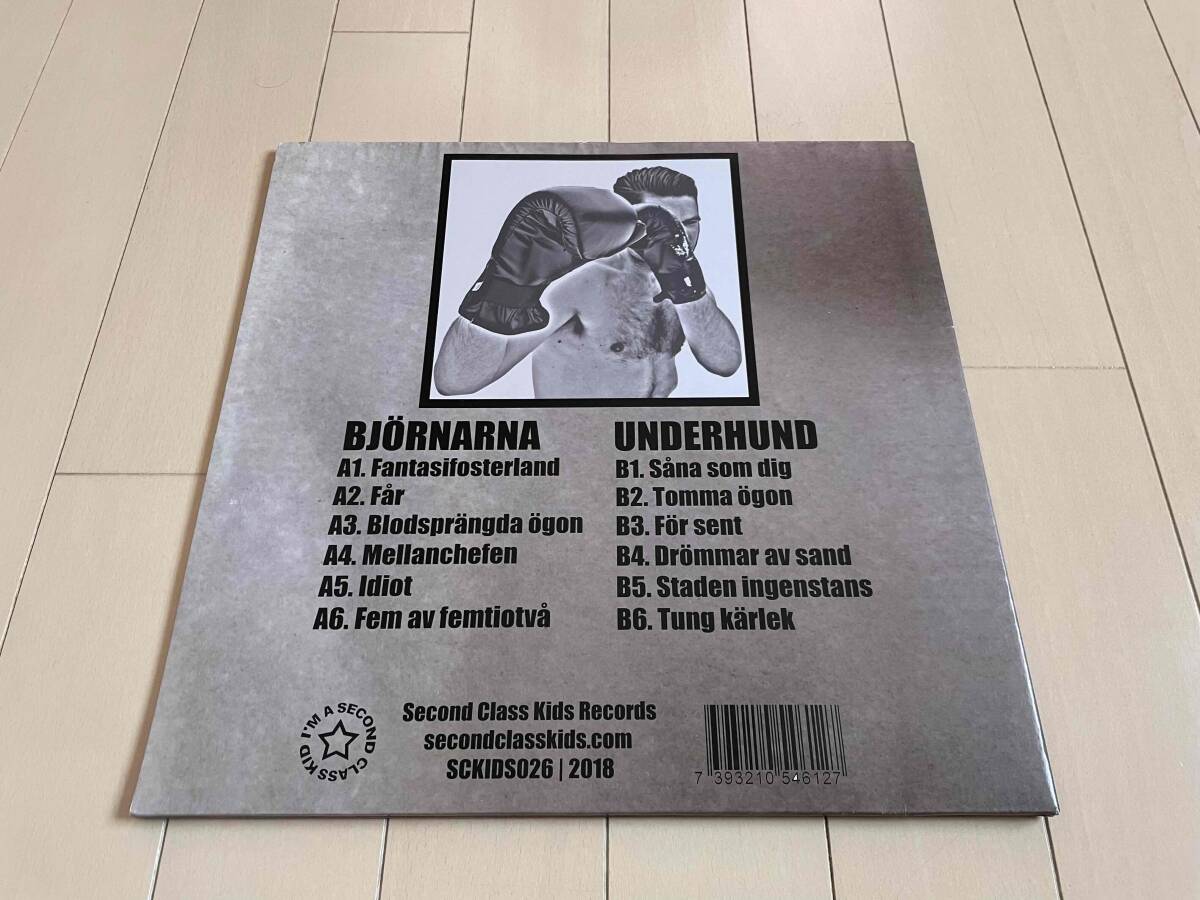 BJÖRNARNA
A1. Fantasifosterland
A2. Får
A3. Blodsprängda ögon
A4. Mellanchefen
A5. Idiot
A6. Fem av femtiotvå
UNDERHUND
B1. Såna som dig
B2. Tomma ögon
B3. För sent
B4. Drömmar av sand
B5. Staden ingenstans
B6. Tung kärlek
I'M A SECOND CLASS KID
Second Class Kids Records
secondclasskids.com
SCKIDS026 | 2018
7 393210 546127